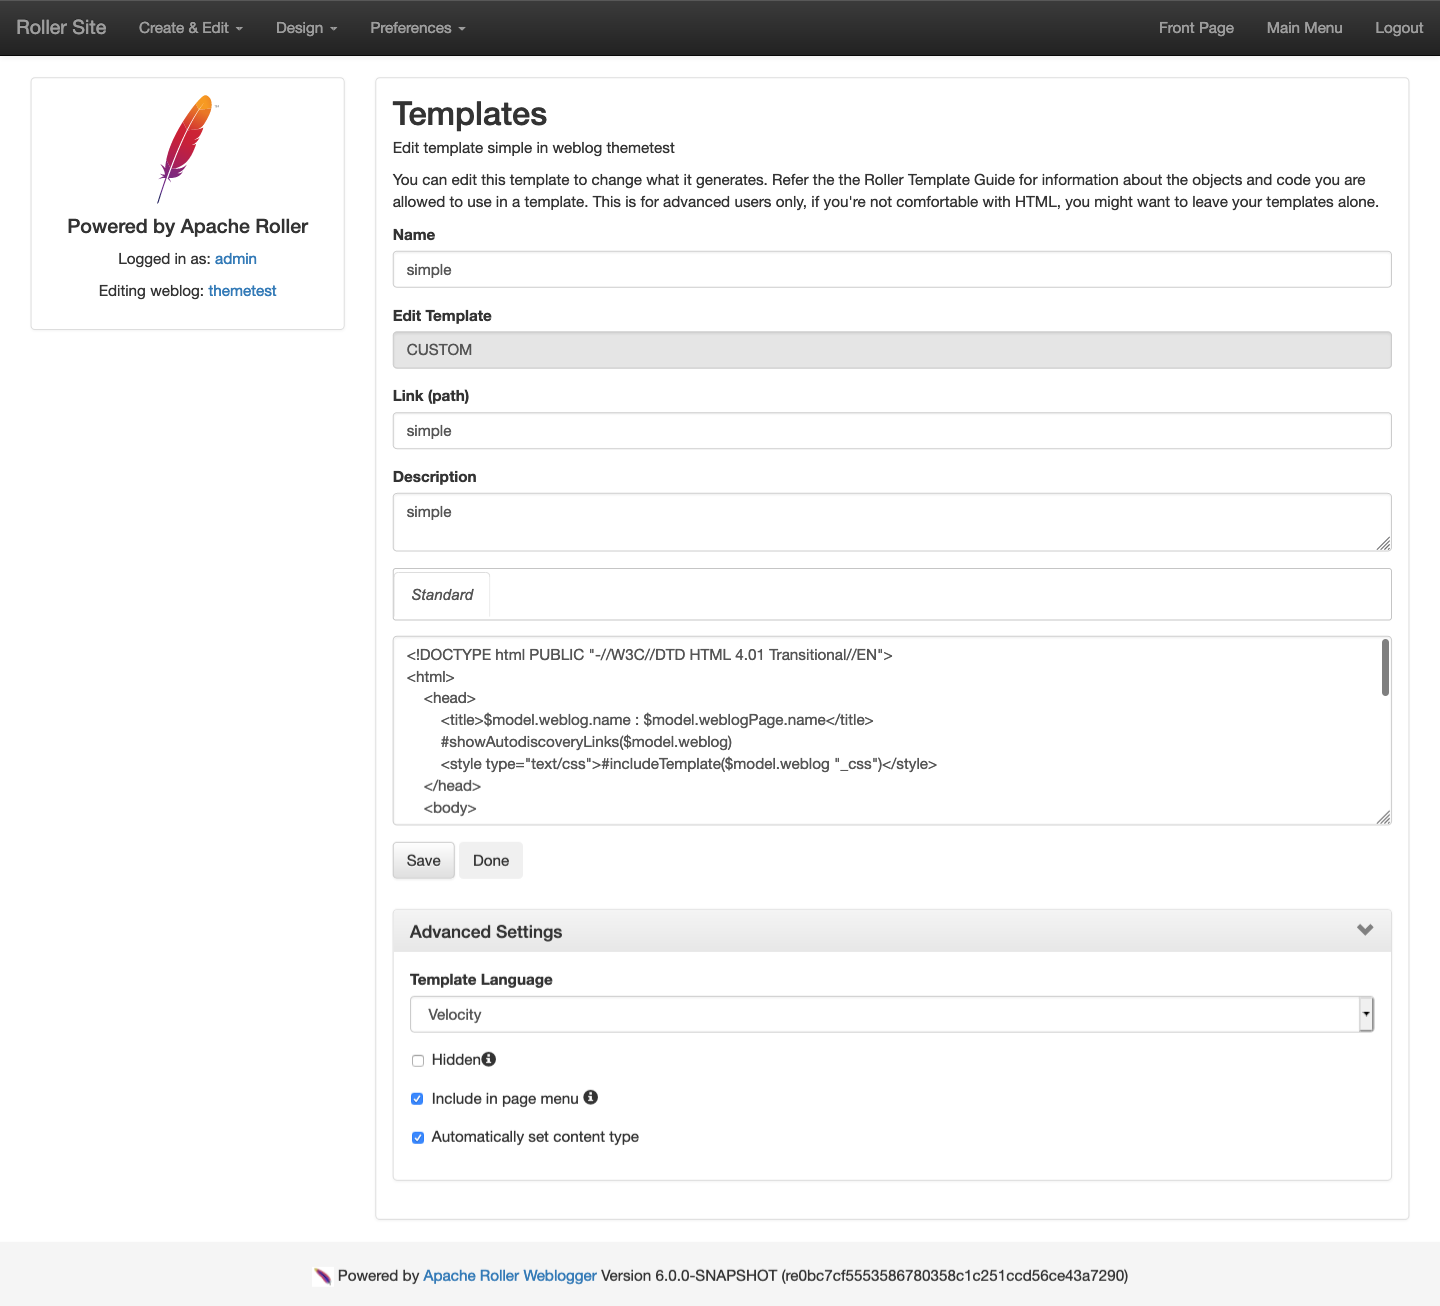 Roller Site Create & Edit Design Preferences Front Page Main Menu Logout
Powered by Apache Roller
Logged in as: admin
Editing weblog: themetest
Templates
Edit template simple in weblog themetest
You can edit this template to change what it generates. Refer the the Roller Template Guide for information about the objects and code you are
allowed to use in a template. This is for advanced users only, if you're not comfortable with HTML, you might want to leave your templates alone.
Name
simple
Edit Template
CUSTOM
Link (path)
simple
Description
simple
Standard
<!DOCTYPE html PUBLIC "-//W3C//DTD HTML 4.01 Transitional//EN">
<html>
<head>
<title>$model.weblog.name : $model.weblogPage.name</title>
#showAutodiscoveryLinks($model.weblog)
<style type="text/css">#includeTemplate($model.weblog "_css")</style>
</head>
<body>
Save Done
Advanced Settings
Template Language
Velocity
Hidden
Include in page menu
Automatically set content type
Powered by Apache Roller Weblogger Version 6.0.0-SNAPSHOT (re0bc7cf5553586780358c1c251ccd56ce43a7290)